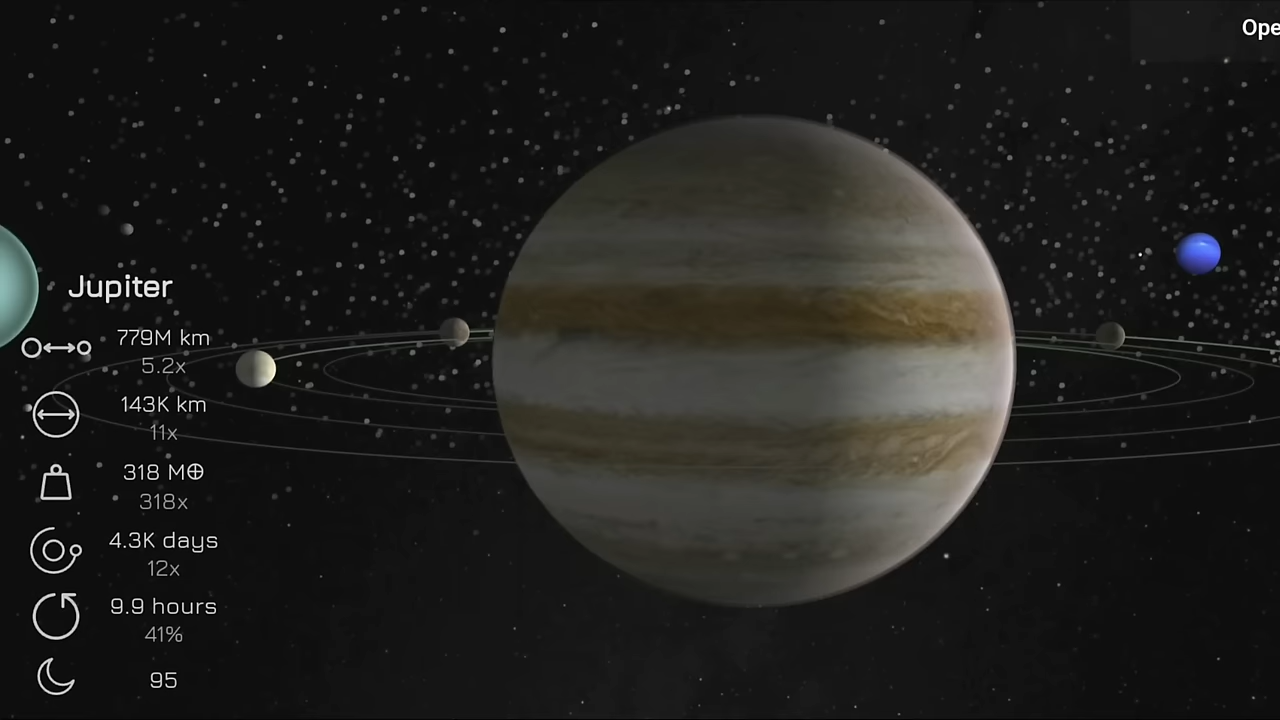 Ope
Jupiter
779M km
5.2x
143K km
11x
318 M⊕
318x
4.3K days
12x
9.9 hours
41%
95